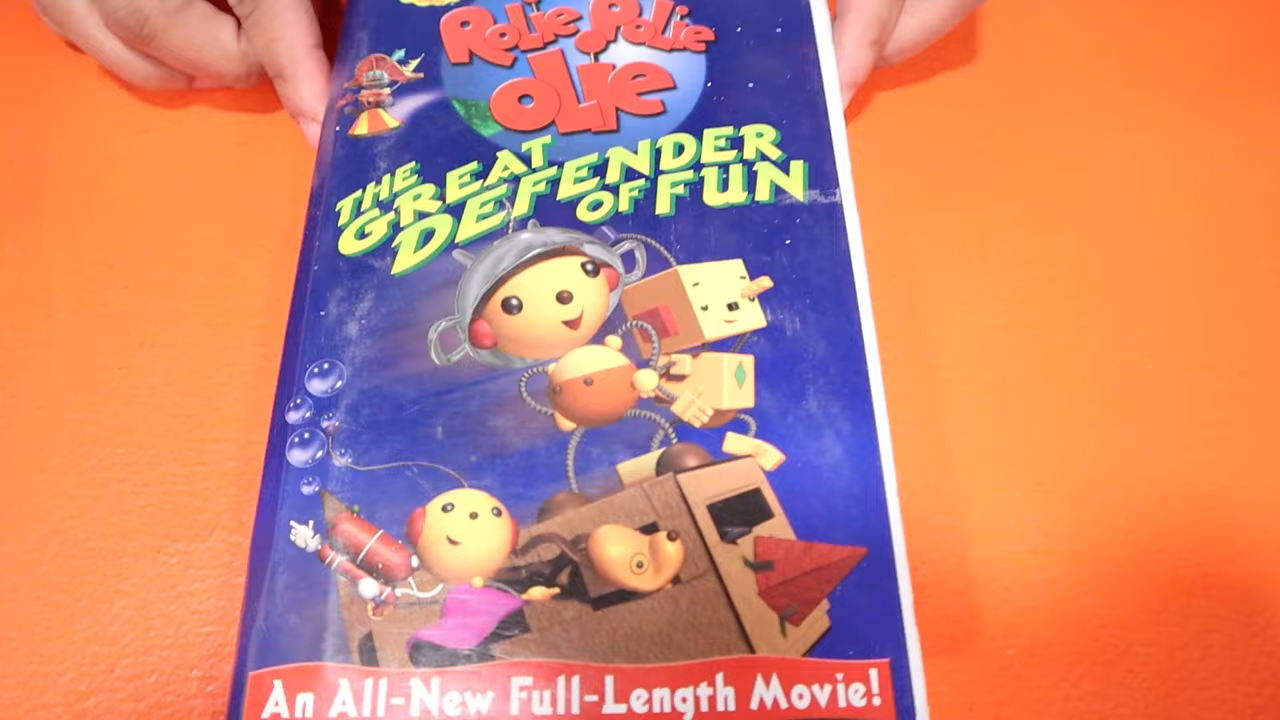 Rolie Polie
Olie
THE
GREAT
DEFENDER
OF FUN
An All-New Full-Length Movie!